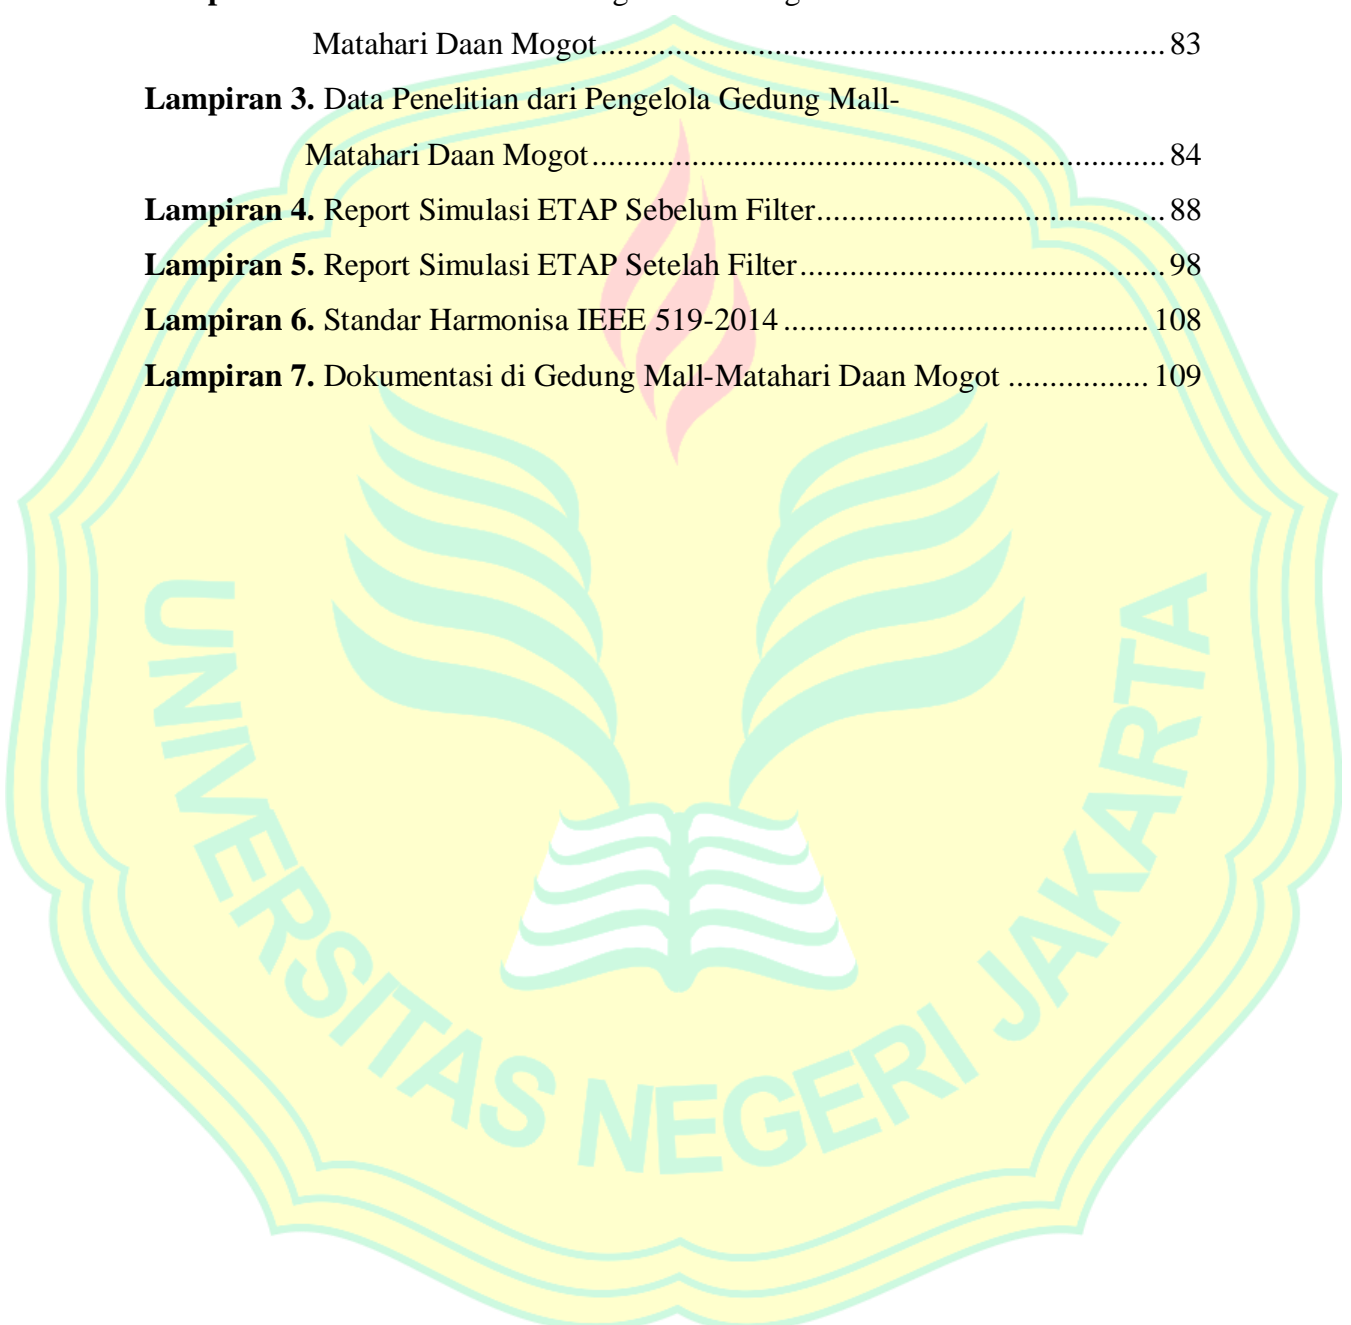 Matahari Daan Mogot...................................................................... 83
Lampiran 3. Data Penelitian dari Pengelola Gedung Mall-
Matahari Daan Mogot....................................................................... 84
Lampiran 4. Report Simulasi ETAP Sebelum Filter........................................... 88
Lampiran 5. Report Simulasi ETAP Setelah Filter............................................. 98
Lampiran 6. Standar Harmonisa IEEE 519-2014 ............................................. 108
Lampiran 7. Dokumentasi di Gedung Mall-Matahari Daan Mogot ................. 109
UNIVERSITAS NEGERI JAKARTA